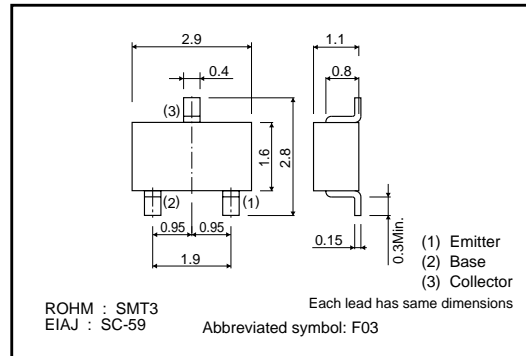 2.9
1.1
0.4
0.8
(3)
1.6
2.8
(2)
(1)
0.95
0.95
0.15
0.3Min.
1.9
(1) Emitter
(2) Base
(3) Collector
Each lead has same dimensions
ROHM : SMT3
EIAJ : SC-59
Abbreviated symbol: F03